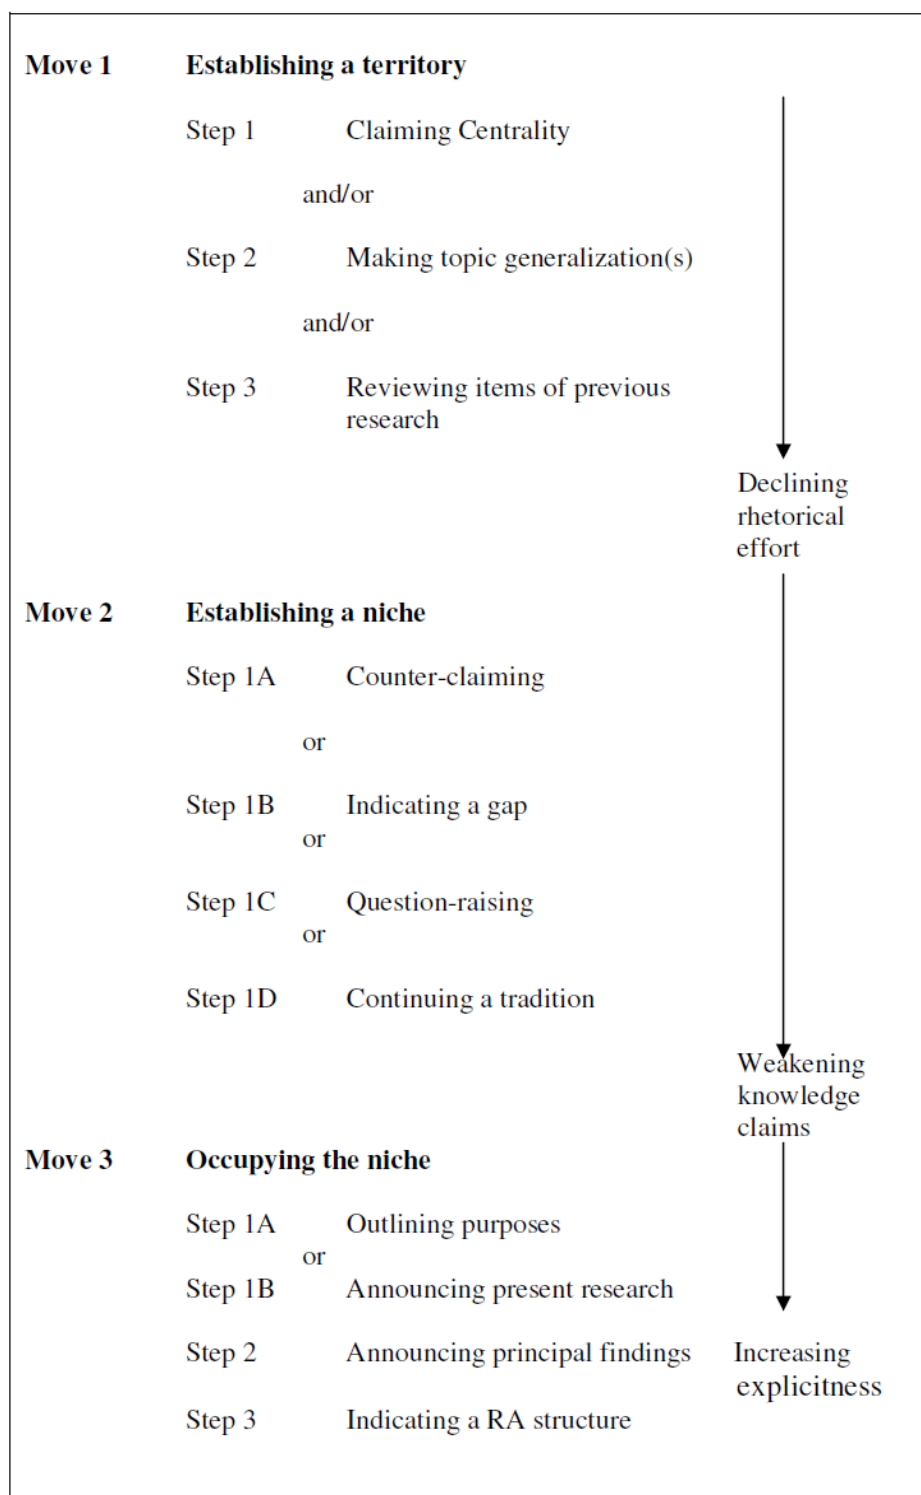 Move 1 Establishing a territory
Step 1 Claiming Centrality
and/or
Step 2 Making topic generalization(s)
and/or
Step 3 Reviewing items of previous
research
Declining
rhetorical
effort
Move 2 Establishing a niche
Step 1A Counter-claiming
or
Step 1B Indicating a gap
or
Step 1C Question-raising
or
Step 1D Continuing a tradition
Weakening
knowledge
claims
Move 3 Occupying the niche
Step 1A Outlining purposes
or
Step 1B Announcing present research
Step 2 Announcing principal findings
Increasing
explicitness
Step 3 Indicating a RA structure